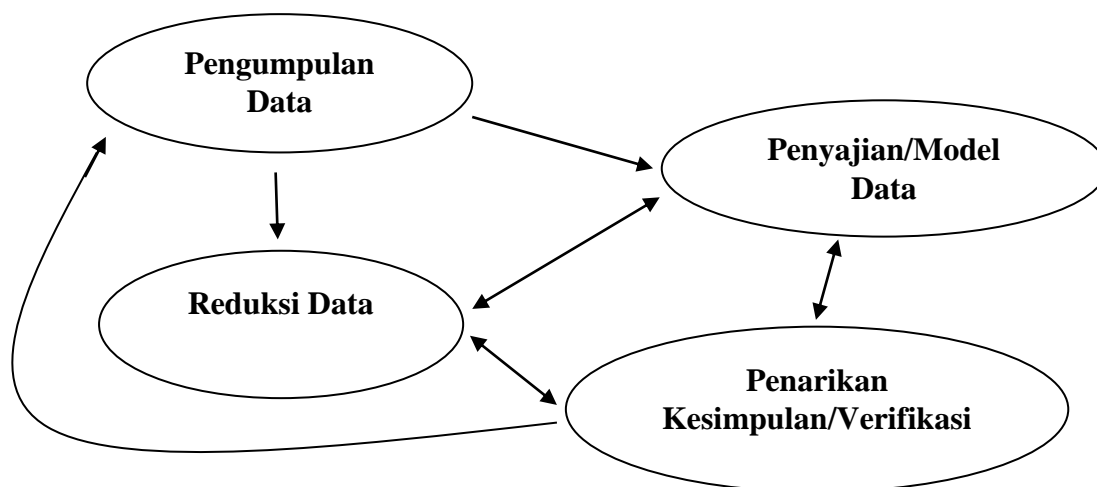 Pengumpulan
Data
Penyajian/Model
Data
Reduksi Data
Penarikan
Kesimpulan/Verifikasi